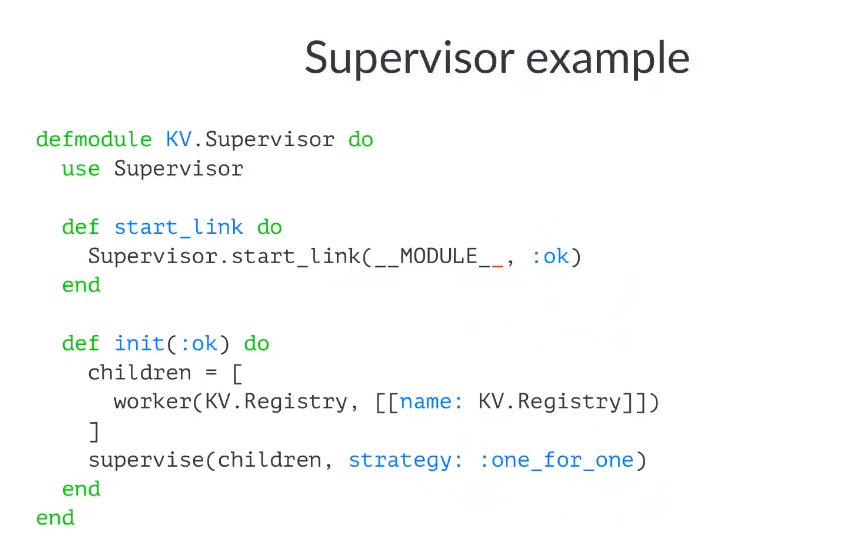 Supervisor example
defmodule KV.Supervisor do
  use Supervisor

  def start_link do
    Supervisor.start_link(__MODULE__, :ok)
  end

  def init(:ok) do
    children = [
      worker(KV.Registry, [[name: KV.Registry]])
    ]
    supervise(children, strategy: :one_for_one)
  end
end